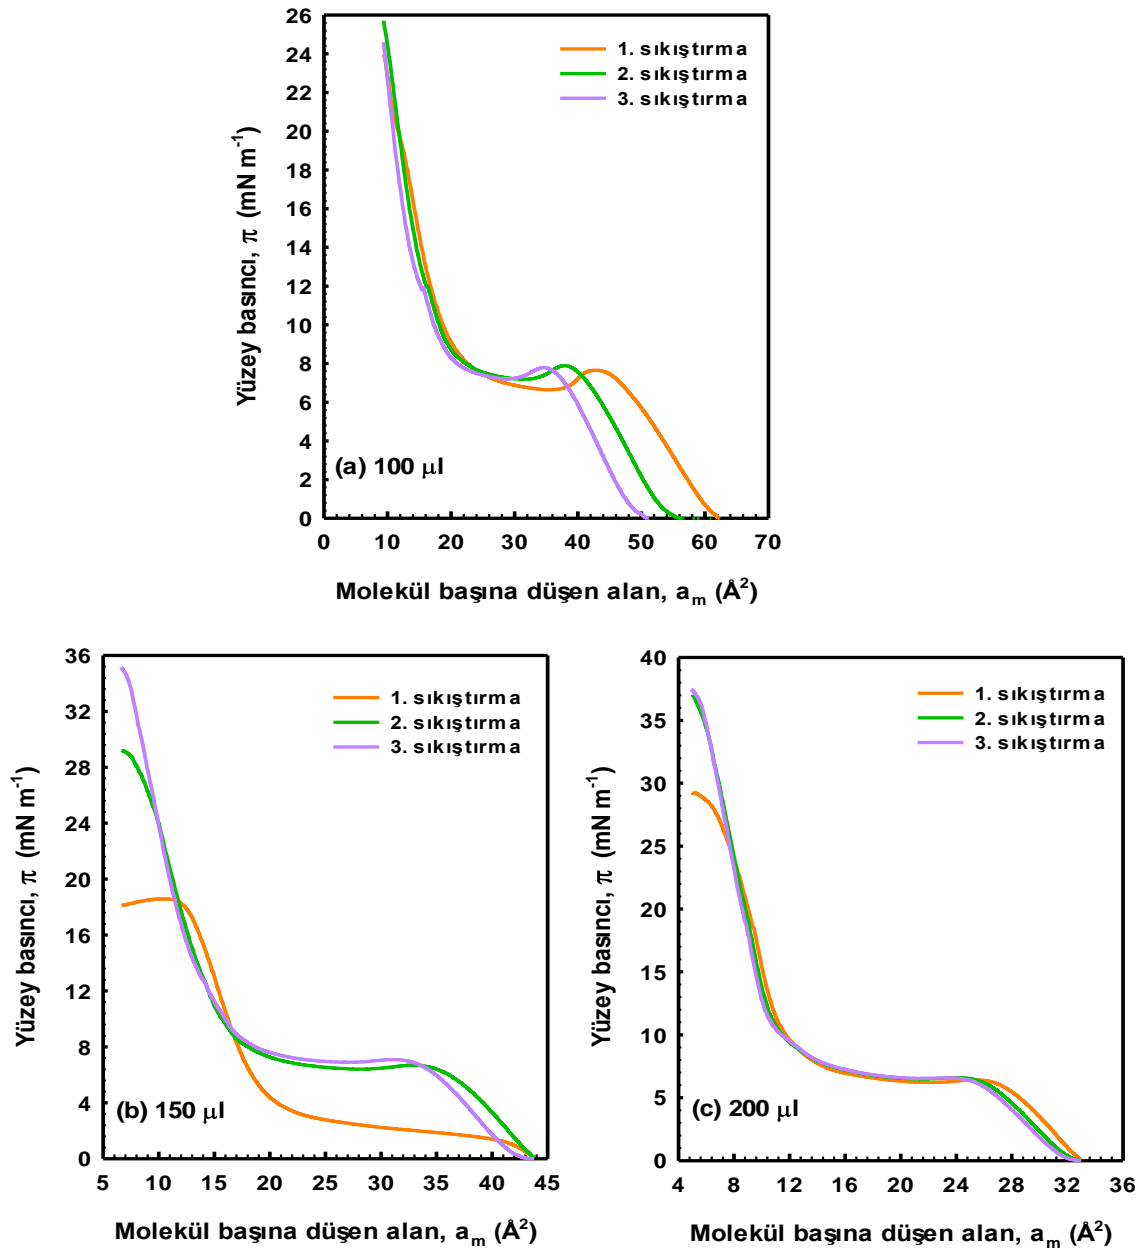 26
24
22
20
18
16
14
12
10
8
6
4
2
0
Yüzey basıncı, π (mN m⁻¹)
1. sıkıştırma
2. sıkıştırma
3. sıkıştırma
(a) 100 μl
0 10 20 30 40 50 60 70
Molekül başına düşen alan, aₘ (Å²)
36
32
28
24
20
16
12
8
4
0
Yüzey basıncı, π (mN m⁻¹)
1. sıkıştırma
2. sıkıştırma
3. sıkıştırma
(b) 150 μl
5 10 15 20 25 30 35 40 45
Molekül başına düşen alan, aₘ (Å²)
40
35
30
25
20
15
10
5
0
Yüzey basıncı, π (mN m⁻¹)
1. sıkıştırma
2. sıkıştırma
3. sıkıştırma
(c) 200 μl
4 8 12 16 20 24 28 32 36
Molekül başına düşen alan, aₘ (Å²)